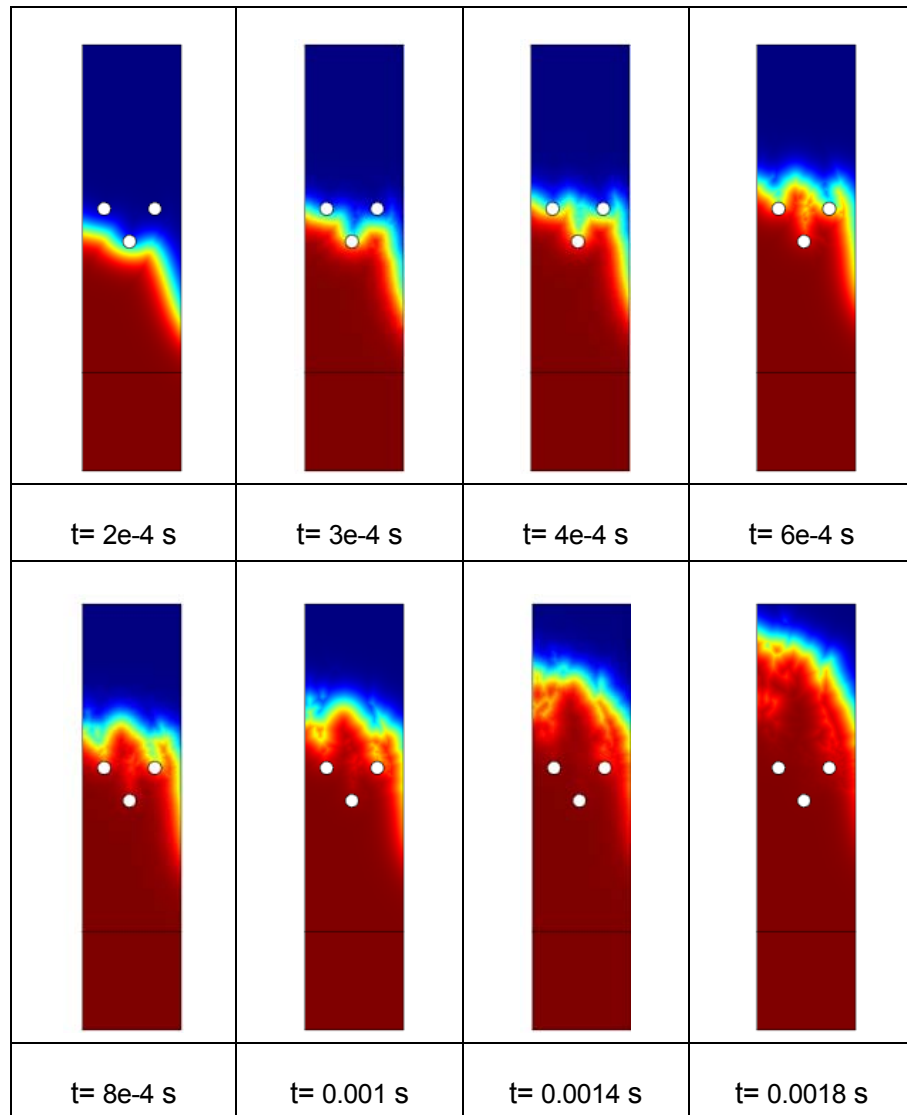 t= 2e-4 s
t= 3e-4 s
t= 4e-4 s
t= 6e-4 s
t= 8e-4 s
t= 0.001 s
t= 0.0014 s
t= 0.0018 s